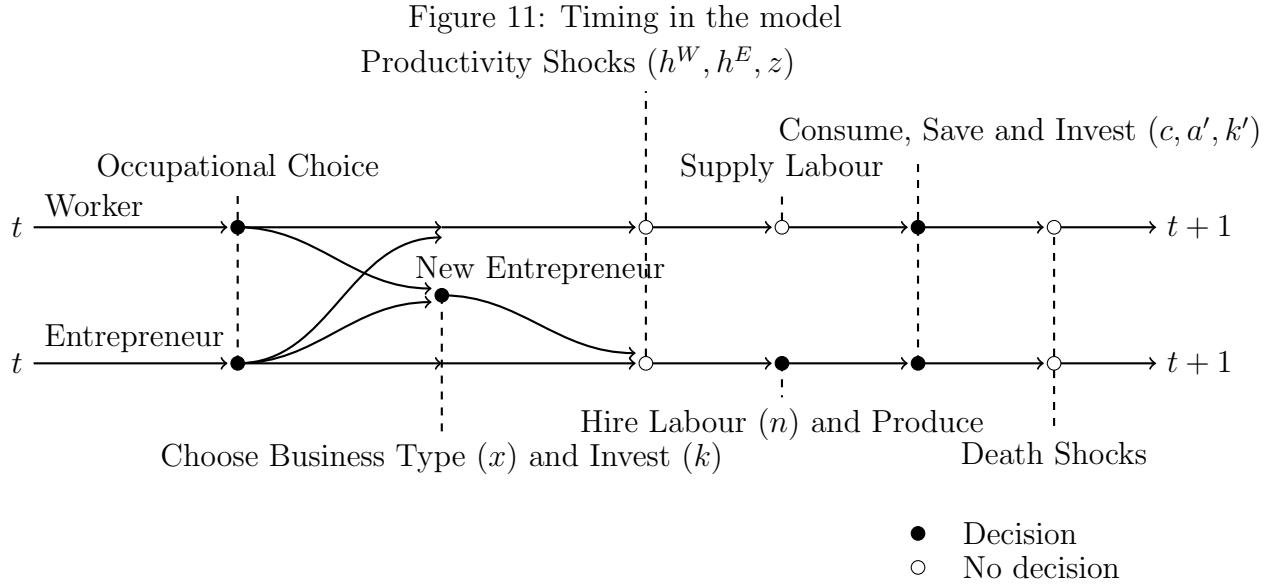 Figure 11: Timing in the model
Productivity Shocks (h^W, h^E, z)
Consume, Save and Invest (c, a′, k′)
Occupational Choice
Supply Labour
Worker
t
t + 1
New Entrepreneur
Entrepreneur
t
t + 1
Hire Labour (n) and Produce
Choose Business Type (x) and Invest (k)
Death Shocks
Decision
No decision